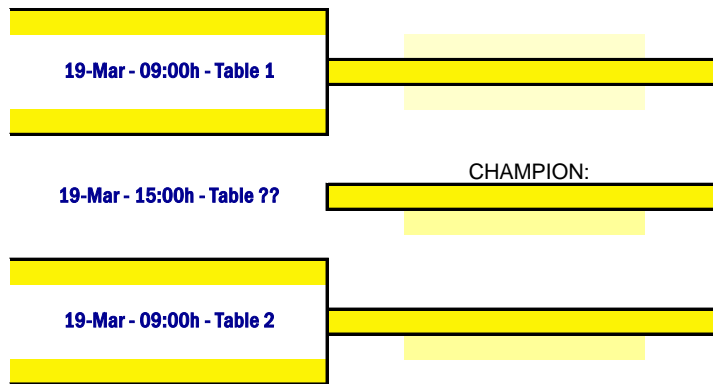 19-Mar - 09:00h - Table 1
CHAMPION:
19-Mar - 15:00h - Table ??
19-Mar - 09:00h - Table 2